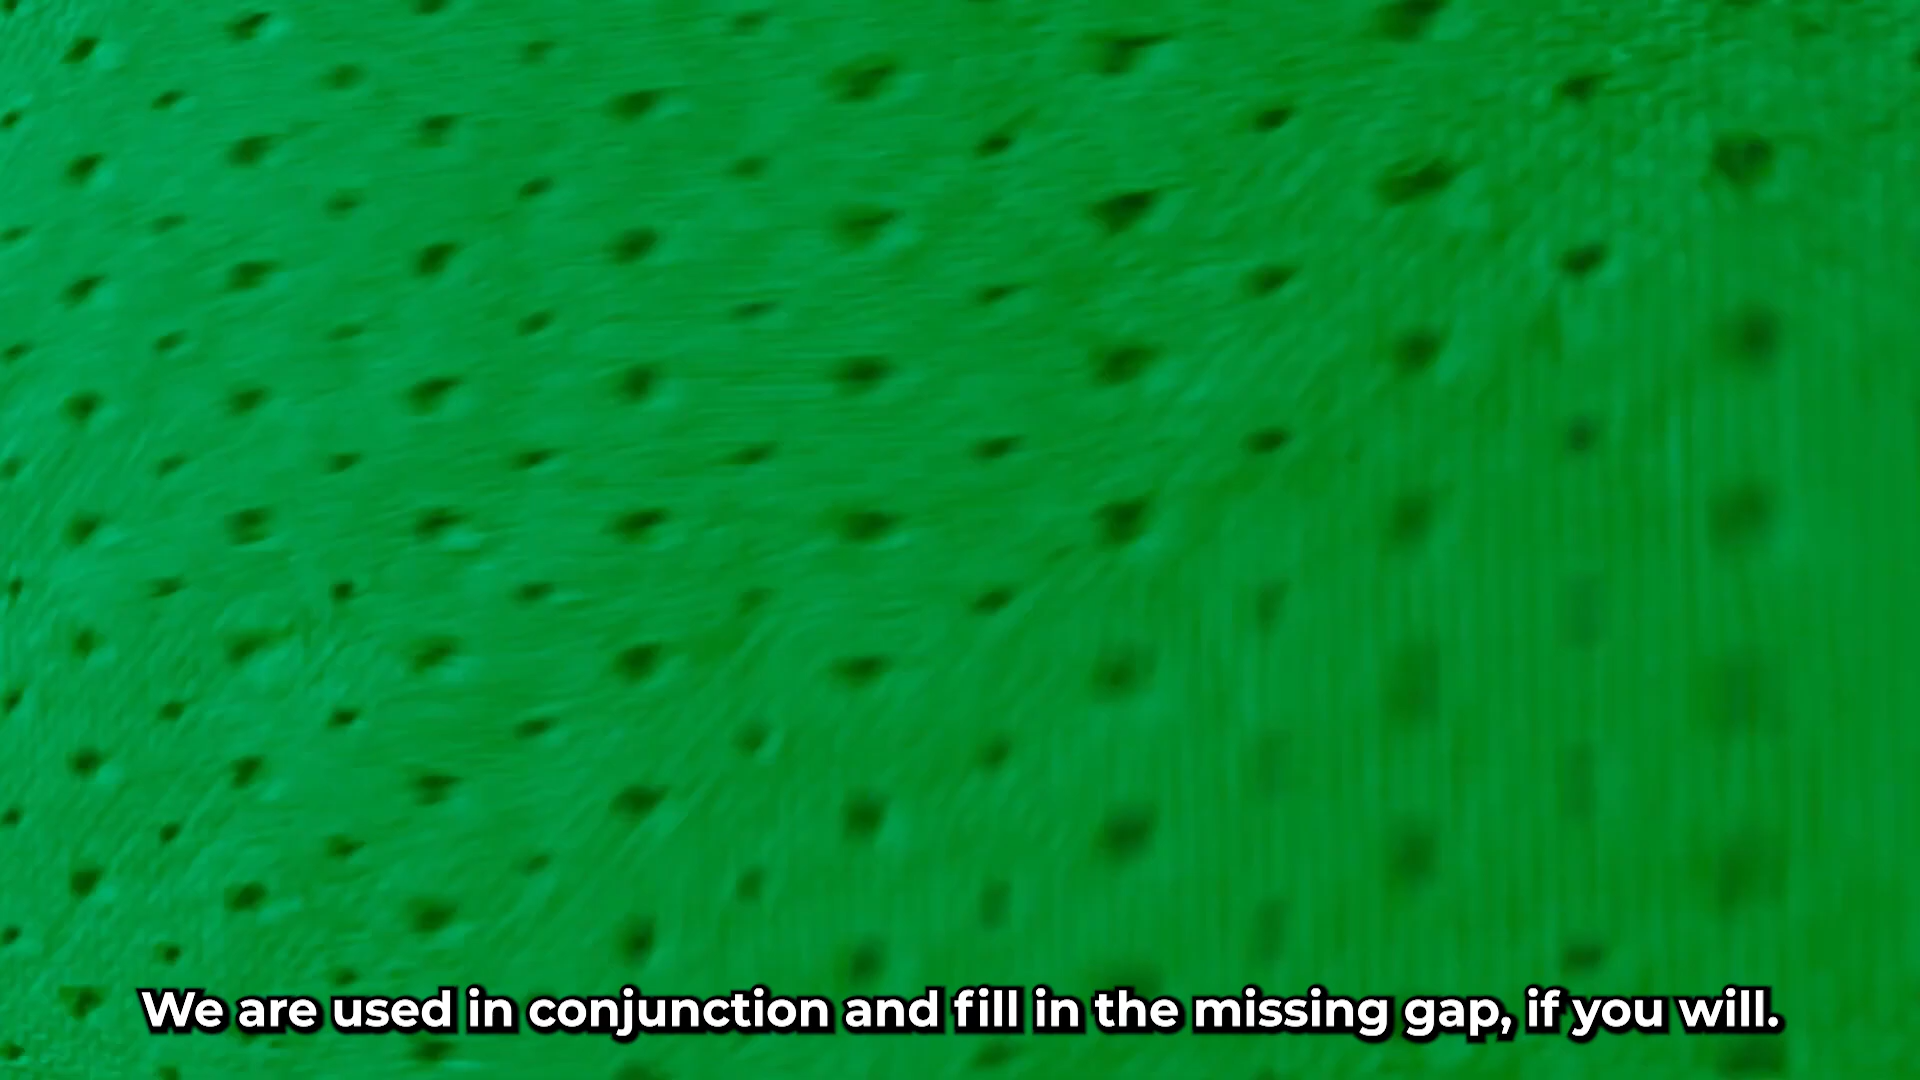 We are used in conjunction and fill in the missing gap, if you will.